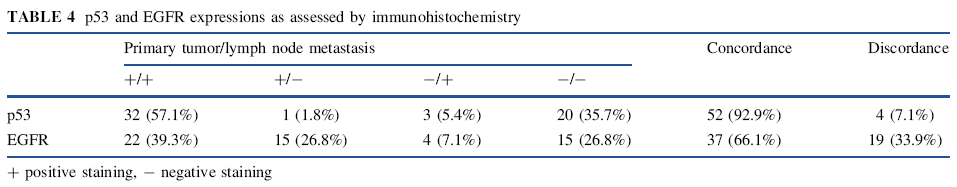 TABLE 4 p53 and EGFR expressions as assessed by immunohistochemistry
Primary tumor/lymph node metastasis Concordance Discordance
+/+ +/− −/+ −/−
p53 32 (57.1%) 1 (1.8%) 3 (5.4%) 20 (35.7%) 52 (92.9%) 4 (7.1%)
EGFR 22 (39.3%) 15 (26.8%) 4 (7.1%) 15 (26.8%) 37 (66.1%) 19 (33.9%)
+ positive staining, − negative staining